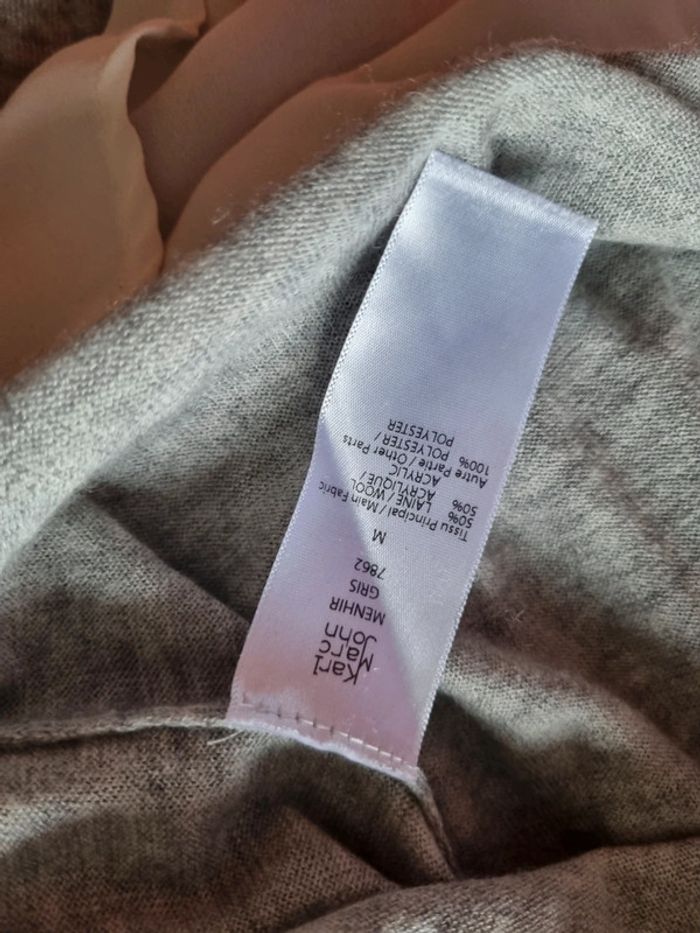 Karl
Marc
John
MENHIR
GRIS
7862
M
Tissu Principal / Main Fabric
50% LAINE / WOOL
50% ACRYLIQUE /
ACRYLIC
Autre Partie / Other Parts
100% POLYESTER /
POLYESTER